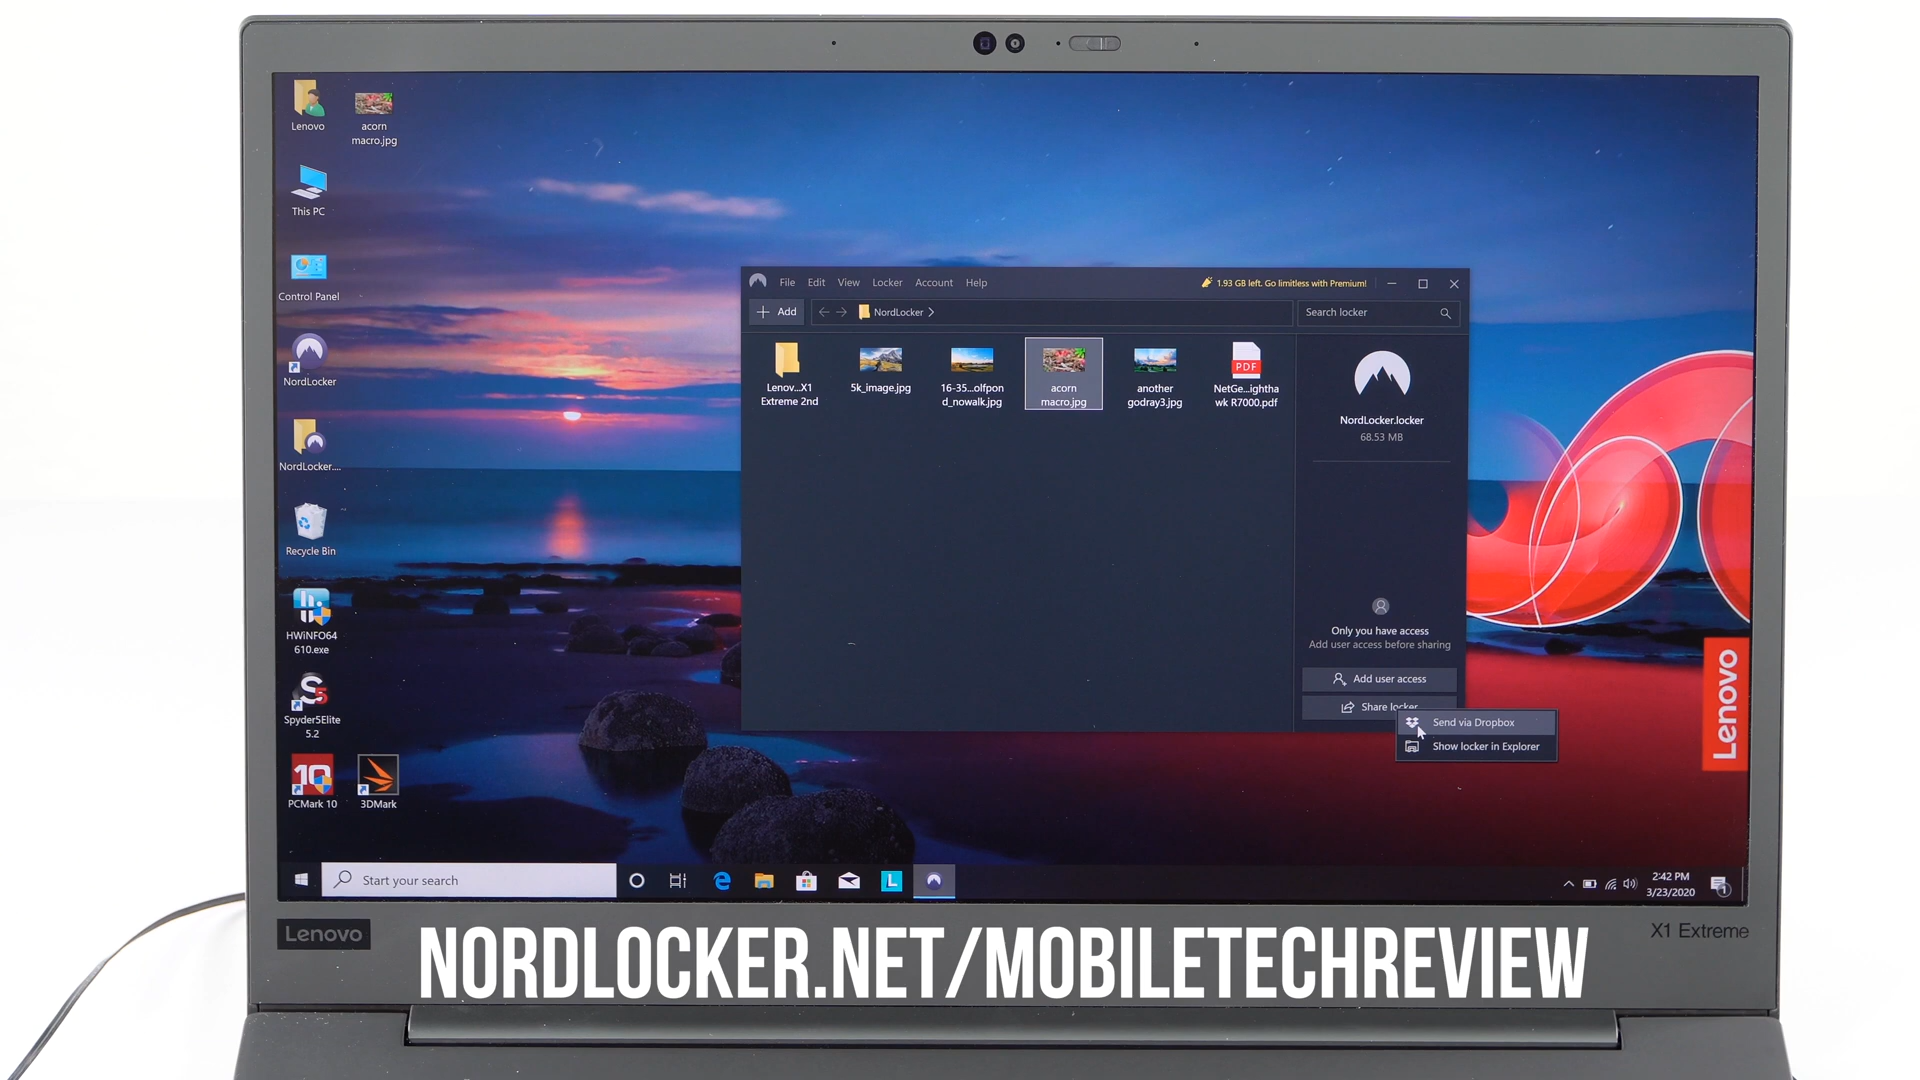 Lenovo
acorn
macro.jpg
This PC
Control Panel
NordLocker
NordLocker....
Recycle Bin
HWiNFO64
610.exe
Spyder5Elite
5.2
PCMark 10
3DMark
File Edit View Locker Account Help
1.93 GB left. Go limitless with Premium!
Add
NordLocker
Search locker
Lenov...X1
Extreme 2nd
5k_image.jpg
16-35...olfpon
d_nowalk.jpg
acorn
macro.jpg
another
godray3.jpg
PDF
NetGe...ightha
wk R7000.pdf
NordLocker.locker
68.53 MB
Only you have access
Add user access before sharing
Add user access
Share locker
Send via Dropbox
Show locker in Explorer
Lenovo
Start your search
L
2:42 PM
3/23/2020
1
Lenovo
X1 Extreme
NORDLOCKER.NET/MOBILETECHREVIEW